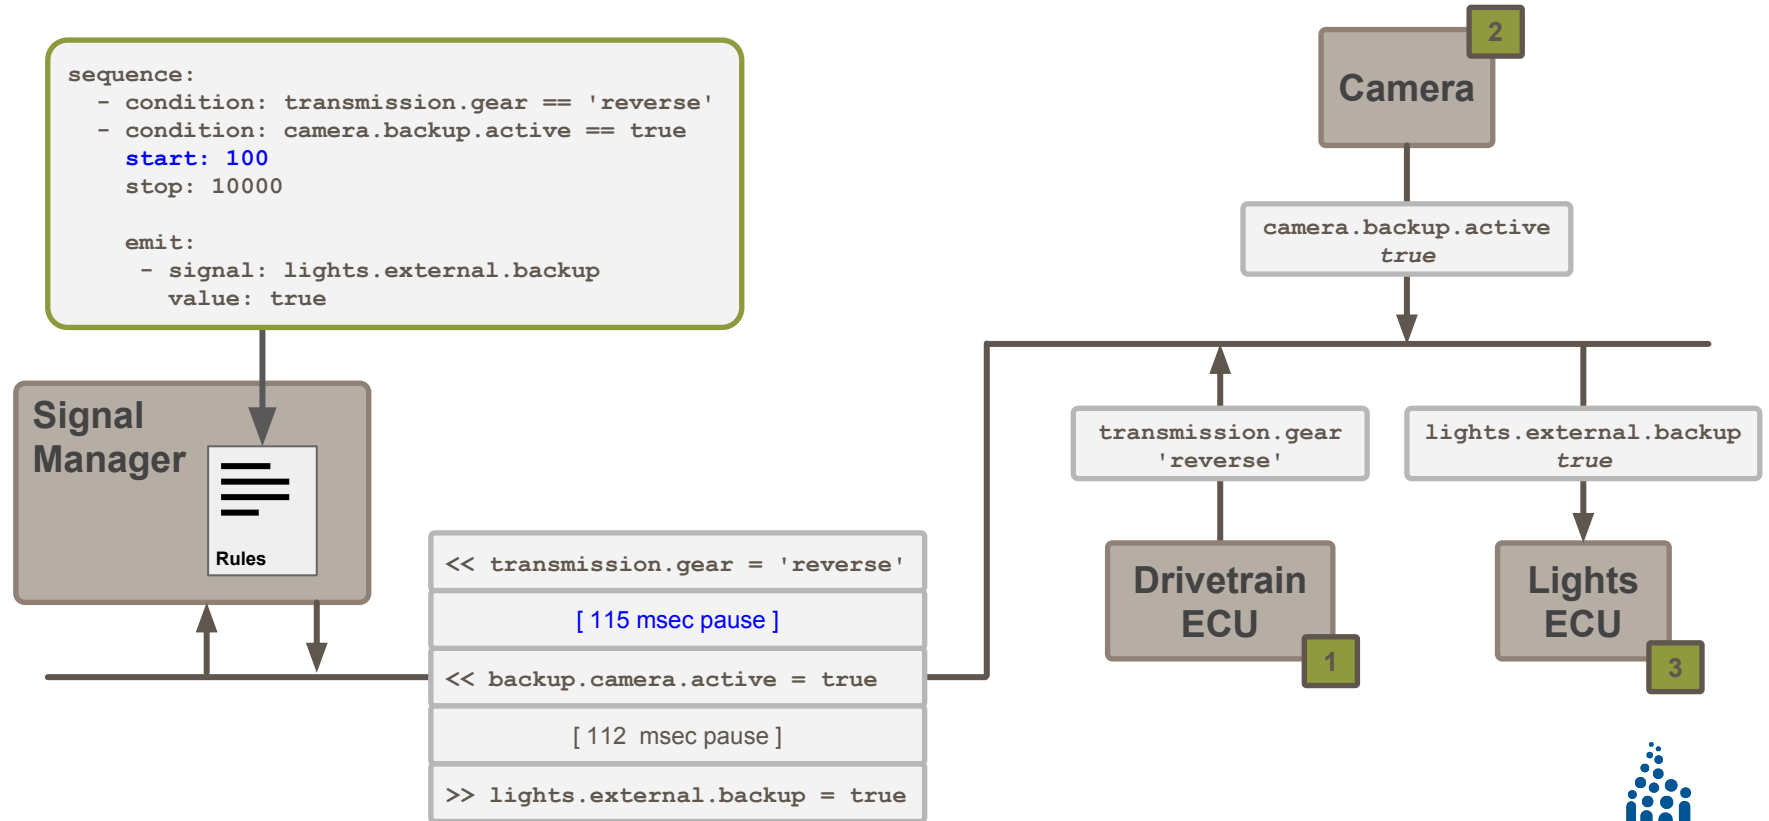 sequence:
- condition: transmission.gear == 'reverse'
- condition: camera.backup.active == true
start: 100
stop: 10000
emit:
- signal: lights.external.backup
value: true
Signal
Manager
Rules
<< transmission.gear = 'reverse'
[ 115 msec pause ]
<< backup.camera.active = true
[ 112 msec pause ]
>> lights.external.backup = true
2
Camera
camera.backup.active
true
transmission.gear
'reverse'
lights.external.backup
true
Drivetrain
ECU
1
Lights
ECU
3